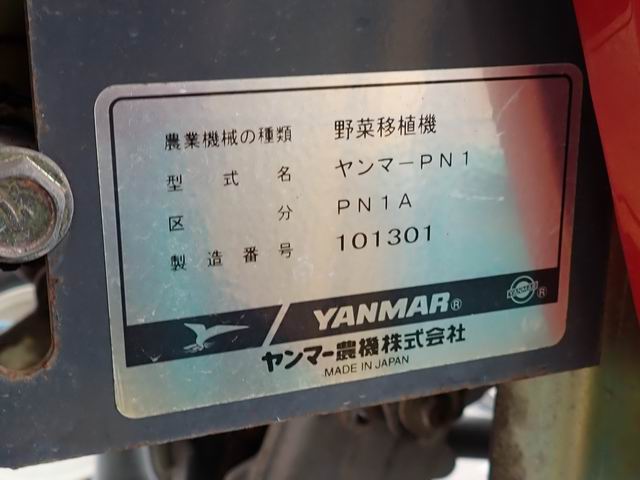 農業機械の種類 野菜移植機
型式名 ヤンマーPN1
区分 PN1A
製造番号 101301
YANMAR® YANMAR®
ヤンマー農機株式会社
MADE IN JAPAN